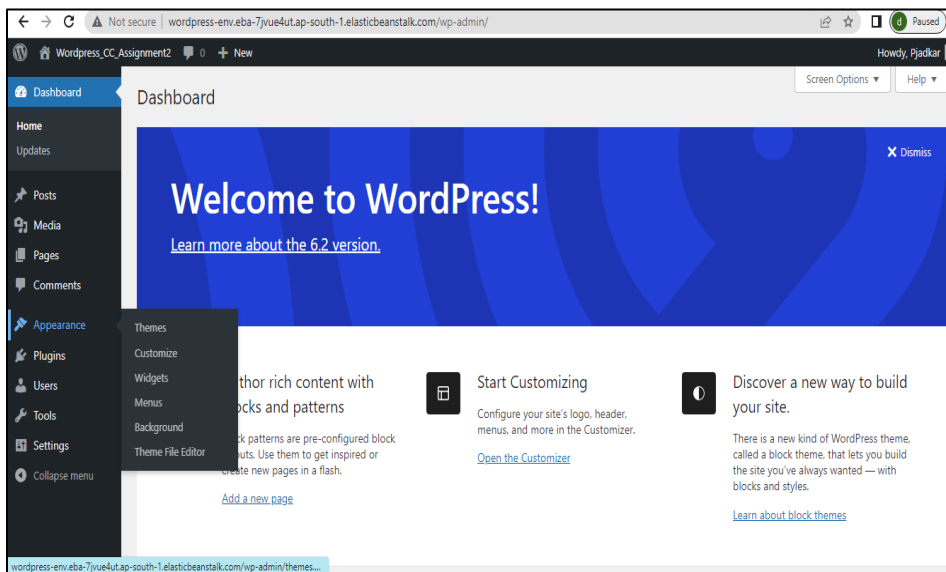 Not secure wordpress-env.eba-7jvue4ut.ap-south-1.elasticbeanstalk.com/wp-admin/
d Paused
Wordpress_CC_Assignment2 0 + New
Howdy, Pjadkar
Screen Options ▼
Help ▼
Dashboard
Home
Updates
Posts
Media
Pages
Comments
Appearance
Plugins
Users
Tools
Settings
Collapse menu
Themes
Customize
Widgets
Menus
Background
Theme File Editor
Dashboard
Dismiss
Welcome to WordPress!
Learn more about the 6.2 version.
thor rich content with
cks and patterns
ck patterns are pre-configured block
uts. Use them to get inspired or
create new pages in a flash.
Add a new page
Start Customizing
Configure your site's logo, header,
menus, and more in the Customizer.
Open the Customizer
Discover a new way to build
your site.
There is a new kind of WordPress theme,
called a block theme, that lets you build
the site you've always wanted — with
blocks and styles.
Learn about block themes
wordpress-env.eba-7jvue4ut.ap-south-1.elasticbeanstalk.com/wp-admin/themes....